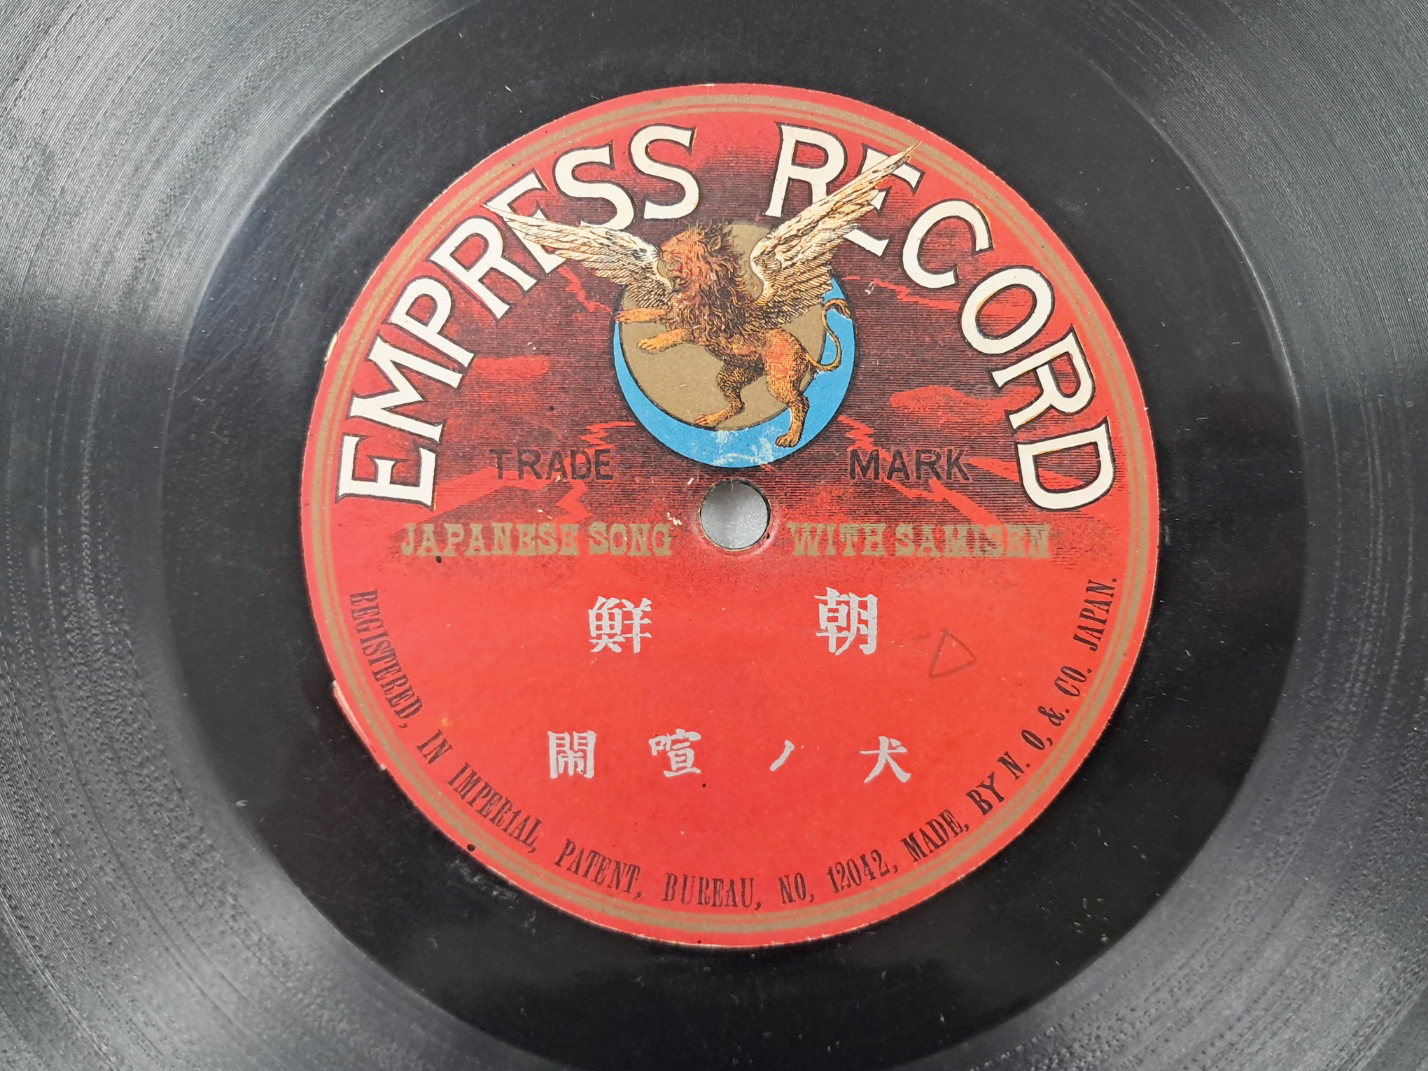 EMPRESS RECORD
TRADE MARK
JAPANESE SONG WITH SAMISEN
朝鮮
犬ノ喧閙
REGISTERED, IN IMPERIAL, PATENT, BUREAU, NO, 12042, MADE, BY N. O, &. CO. JAPAN.